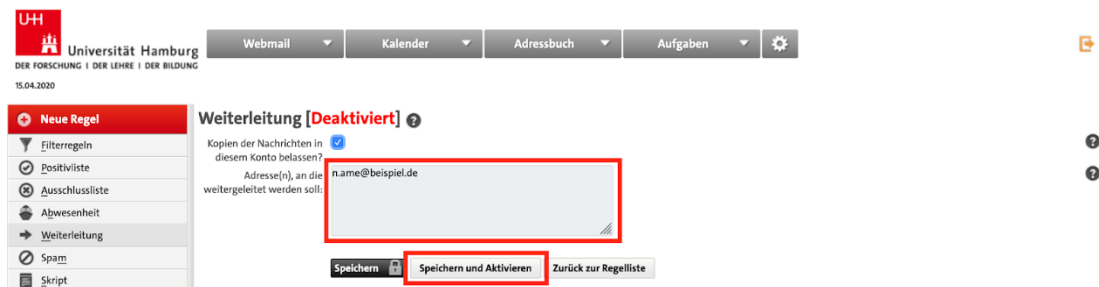 UH
Universität Hamburg
DER FORSCHUNG | DER LEHRE | DER BILDUNG
Webmail
Kalender
Adressbuch
Aufgaben
15.04.2020
Neue Regel
Filterregeln
Positivliste
Ausschlussliste
Abwesenheit
Weiterleitung
Spam
Skript
Weiterleitung [Deaktiviert] ?
Kopien der Nachrichten in
diesem Konto belassen?
?
Adresse(n), an die
weitergeleitet werden soll:
n.ame@beispiel.de
?
Speichern
Speichern und Aktivieren
Zurück zur Regelliste